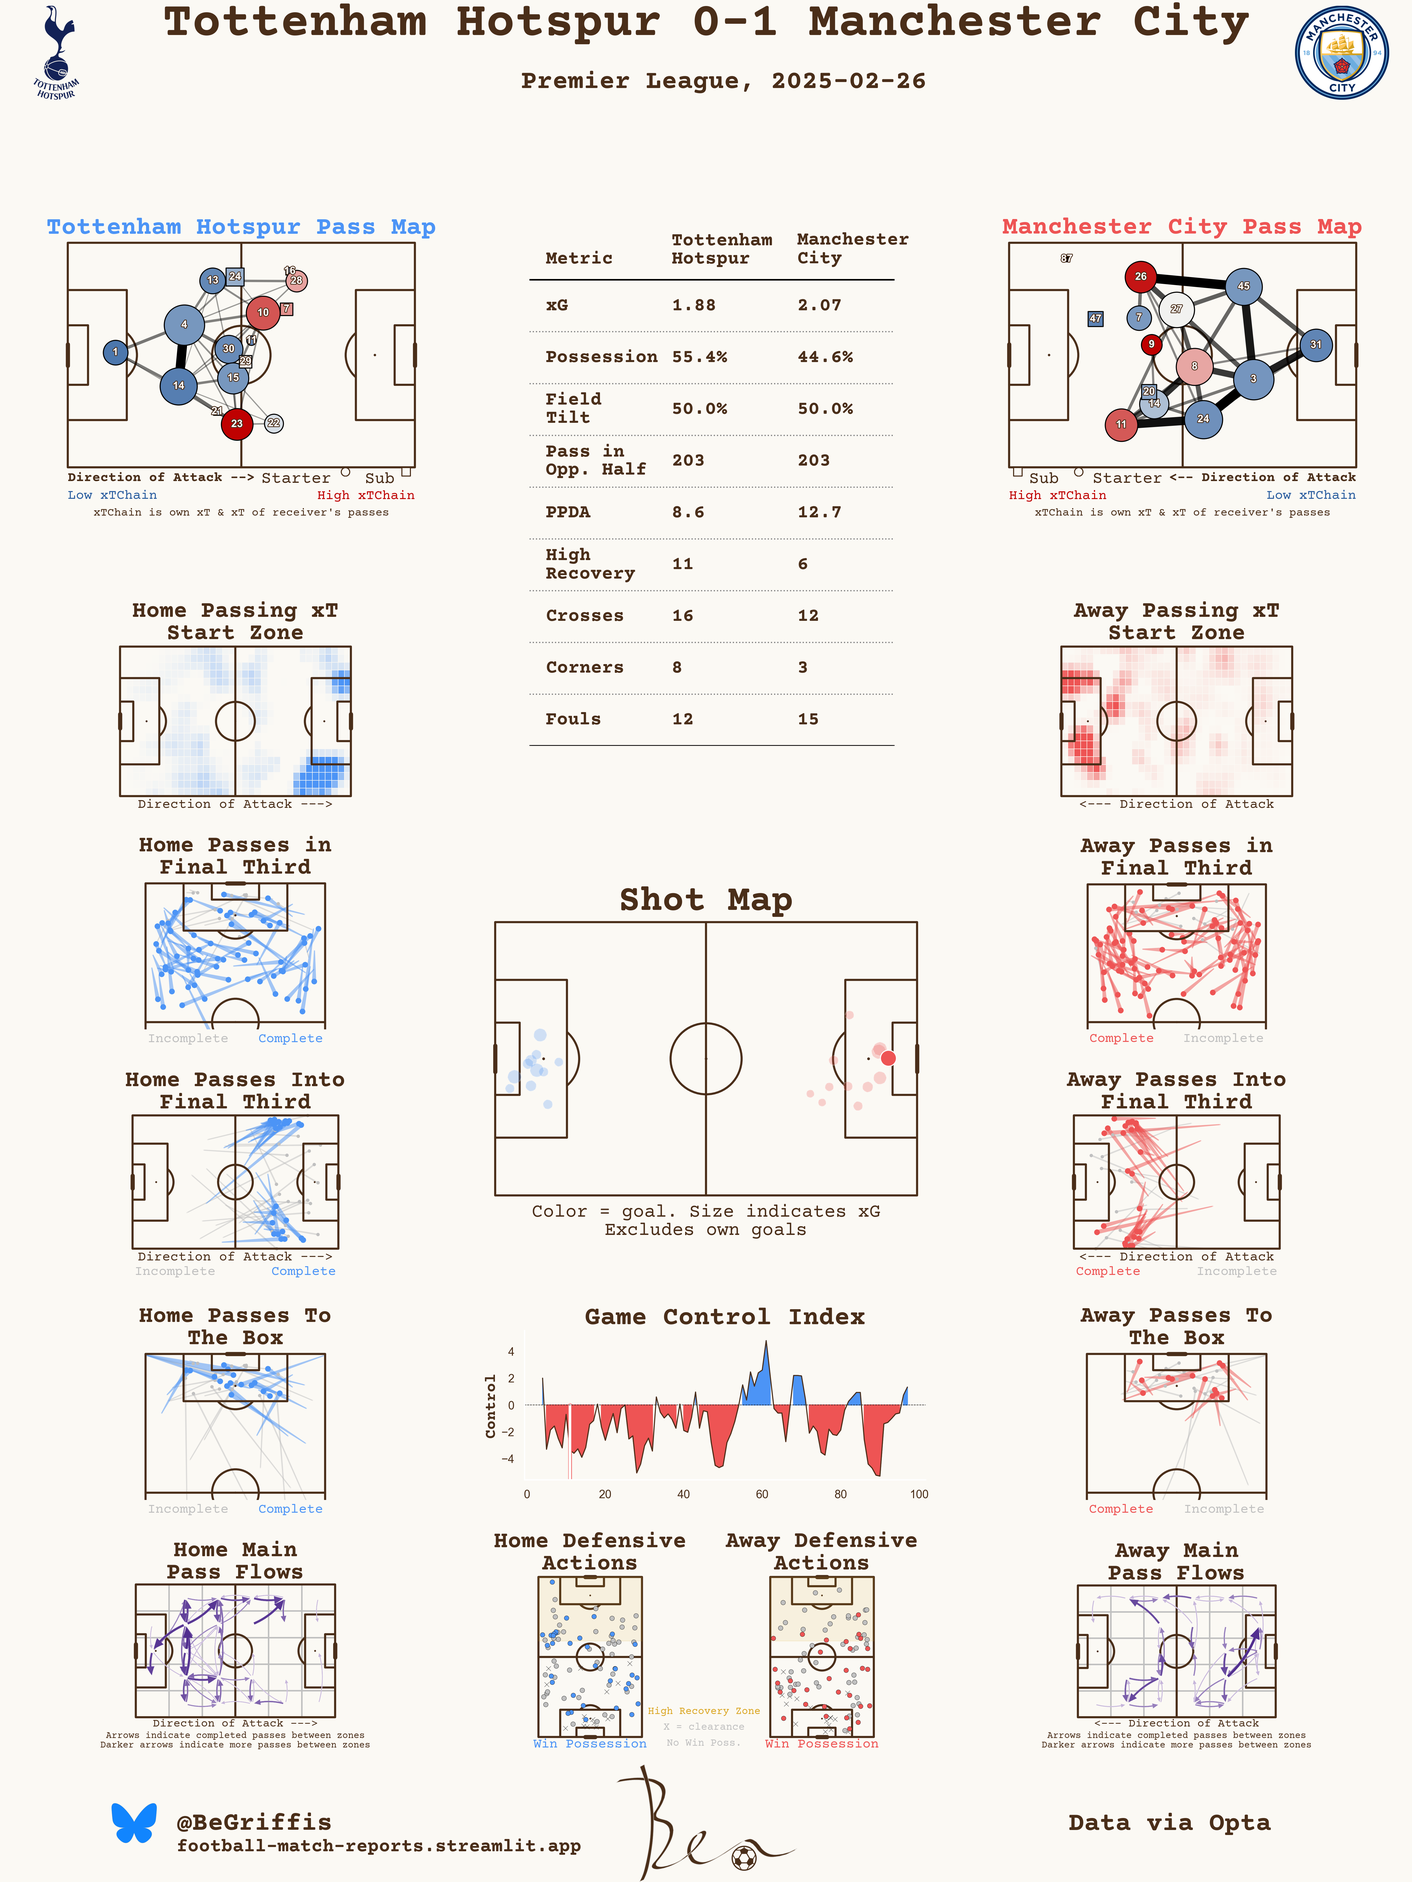 Tottenham Hotspur 0-1 Manchester City
Premier League, 2025-02-26
TOTTENHAM
HOTSPUR
MANCHESTER
18 94
CITY
Tottenham Hotspur Pass Map
13 24 16 28
10 7
4
1 30 11
29
14 15
21 23 22
Direction of Attack --> Starter Sub
Low xTChain High xTChain
xTChain is own xT & xT of receiver's passes
Metric Tottenham Hotspur Manchester City
xG 1.88 2.07
Possession 55.4% 44.6%
Field Tilt 50.0% 50.0%
Pass in Opp. Half 203 203
PPDA 8.6 12.7
High Recovery 11 6
Crosses 16 12
Corners 8 3
Fouls 12 15
Manchester City Pass Map
87
26 45
47 7 27
9 31
8 3
20
14
11 24
Sub Starter <-- Direction of Attack
High xTChain Low xTChain
xTChain is own xT & xT of receiver's passes
Home Passing xT
Start Zone
Direction of Attack --->
Away Passing xT
Start Zone
<--- Direction of Attack
Home Passes in
Final Third
Incomplete Complete
Away Passes in
Final Third
Complete Incomplete
Shot Map
Color = goal. Size indicates xG
Excludes own goals
Home Passes Into
Final Third
Direction of Attack --->
Incomplete Complete
Away Passes Into
Final Third
<--- Direction of Attack
Complete Incomplete
Home Passes To
The Box
Incomplete Complete
Game Control Index
Control
4
2
0
−2
−4
0 20 40 60 80 100
Away Passes To
The Box
Complete Incomplete
Home Main
Pass Flows
Direction of Attack --->
Arrows indicate completed passes between zones
Darker arrows indicate more passes between zones
Home Defensive
Actions
Win Possession
Away Defensive
Actions
Win Possession
High Recovery Zone
X = clearance
No Win Poss.
Away Main
Pass Flows
<--- Direction of Attack
Arrows indicate completed passes between zones
Darker arrows indicate more passes between zones
@BeGriffis
football-match-reports.streamlit.app
Ben
Data via Opta